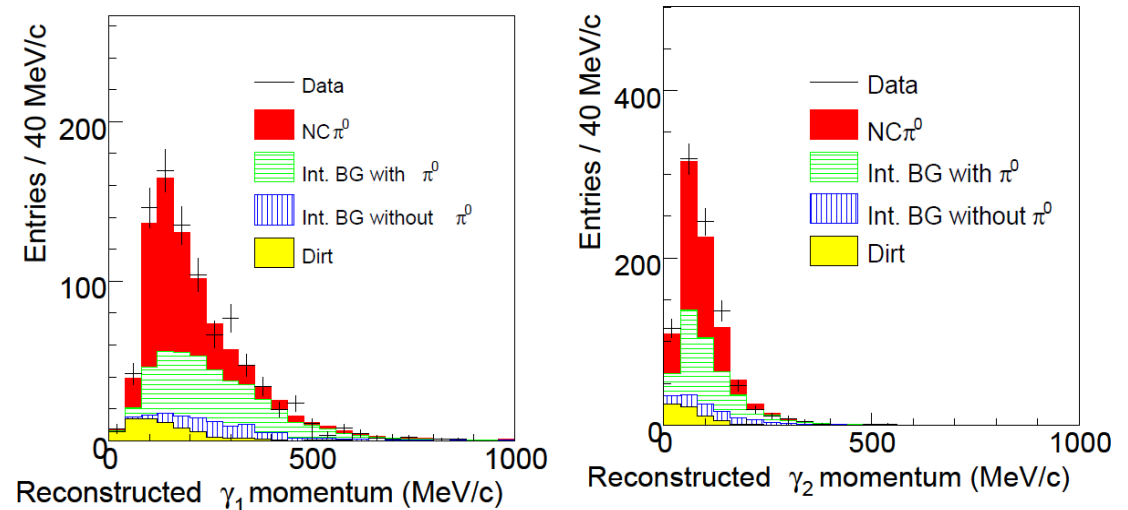 Entries / 40 MeV/c
200
100
0
Data
NCπ⁰
Int. BG with π⁰
Int. BG without π⁰
Dirt
0
500
1000
Reconstructed γ₁ momentum (MeV/c)
Entries / 40 MeV/c
400
200
0
Data
NCπ⁰
Int. BG with π⁰
Int. BG without π⁰
Dirt
0
500
1000
Reconstructed γ₂ momentum (MeV/c)